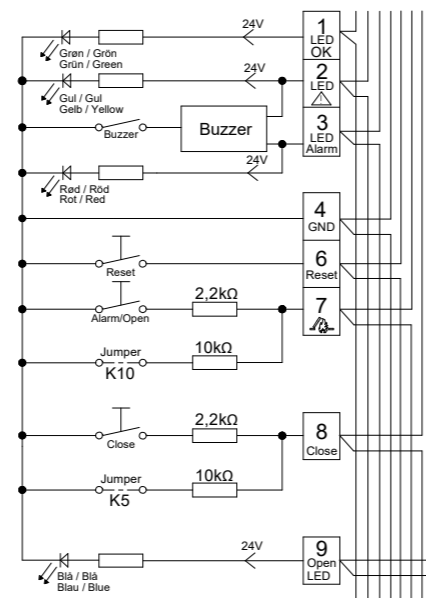 24V
1
LED
OK
Grøn / Grön
Grün / Green
24V
2
LED
Gul / Gul
Gelb / Yellow
Buzzer
Buzzer
3
LED
Alarm
24V
Rød / Röd
Rot / Red
4
GND
6
Reset
Reset
2,2kΩ
7
Alarm/Open
Jumper
10kΩ
K10
2,2kΩ
8
Close
Close
Jumper
10kΩ
K5
24V
9
Open
LED
Blå / Blå
Blau / Blue